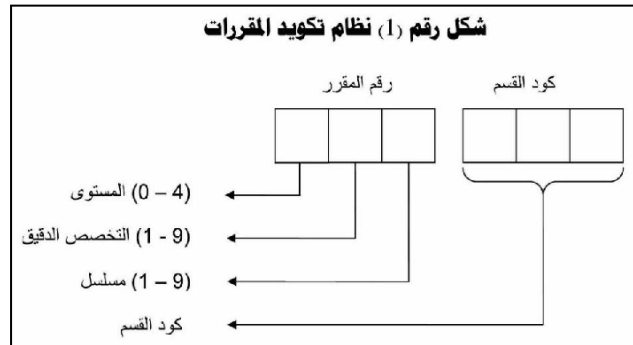 شكل رقم (1) نظام تكويد المقررات
كود القسم
رقم المقرر
(0 – 4) المستوى
(1 - 9) التخصص الدقيق
(1 – 9) مسلسل
كود القسم